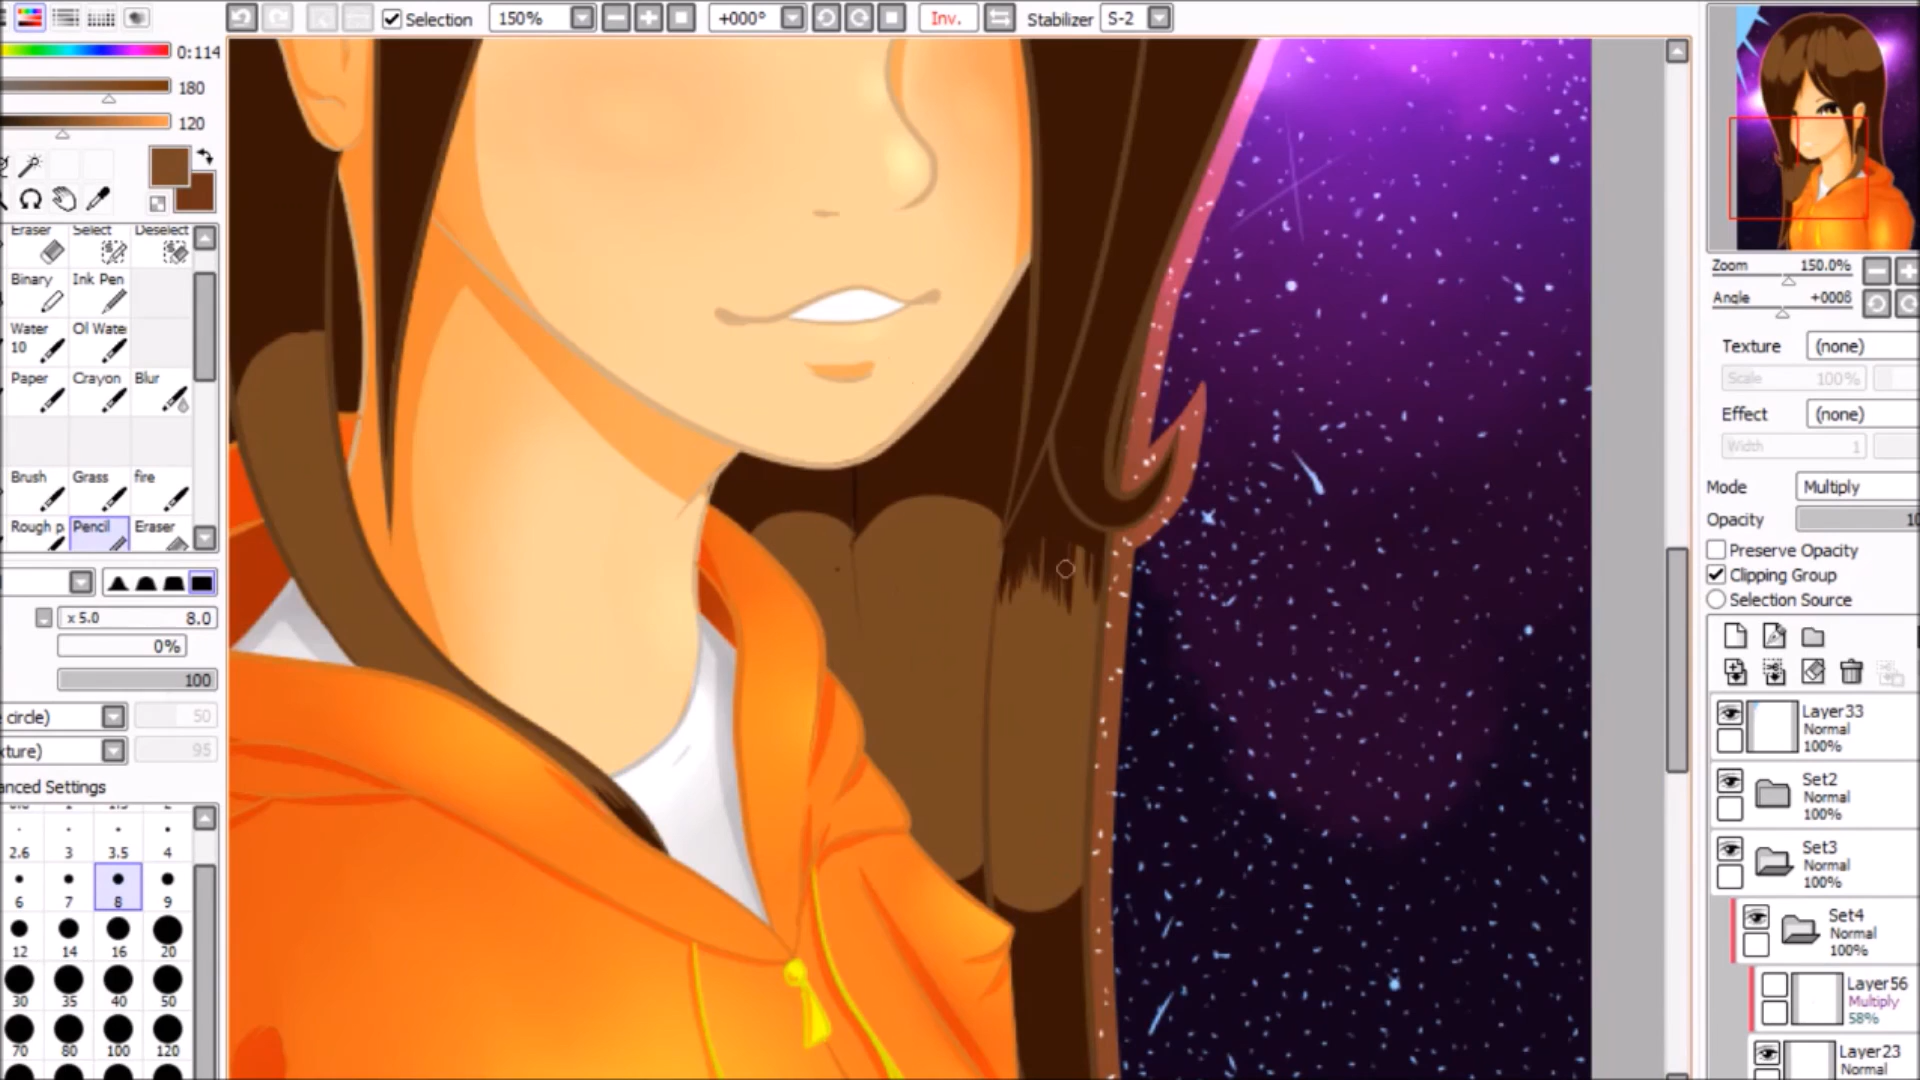 Selection 150% +000° Inv. Stabilizer S-2
0:114
180
120
Eraser Select Deselect
Binary Ink Pen
Water Ol Wate
10
Paper Crayon Blur
Brush Grass fire
Rough p Pencil Eraser
x 5.0 8.0
0%
100
circle) 50
xture) 95
anced Settings
2.6 3 3.5 4
6 7 8 9
12 14 16 20
30 35 40 50
70 80 100 120
Zoom 150.0%
Angle +0008
Texture (none)
Scale 100%
Effect (none)
Width 1
Mode Multiply
Opacity 10
Preserve Opacity
Clipping Group
Selection Source
Layer33
Normal
100%
Set2
Normal
100%
Set3
Normal
100%
Set4
Normal
100%
Layer56
Multiply
58%
Layer23
Normal